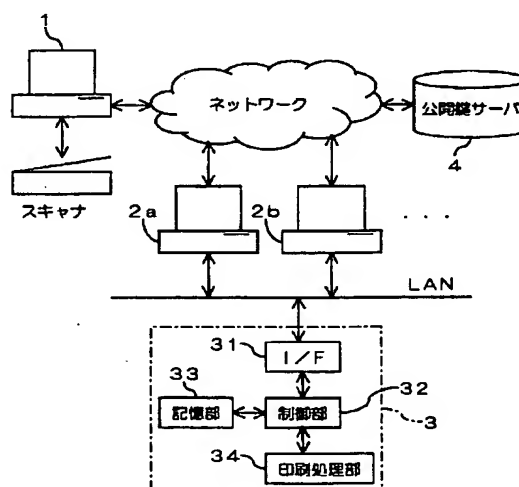 1
ネットワーク
公開鍵サーバ
4
スキャナ
2a
2b
. . .
LAN
31
I/F
33
32
記憶部
制御部
3
34
印刷処理部